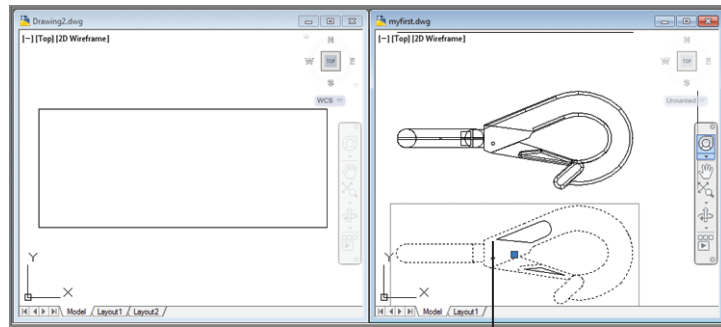 Drawing2.dwg
[–] [Top] [2D Wireframe]
N
W TOP E
S
WCS
Y
X
Model Layout1 Layout2
myfirst.dwg
[–] [Top] [2D Wireframe]
N
W TOP E
S
Unnamed
Y
X
Model Layout1